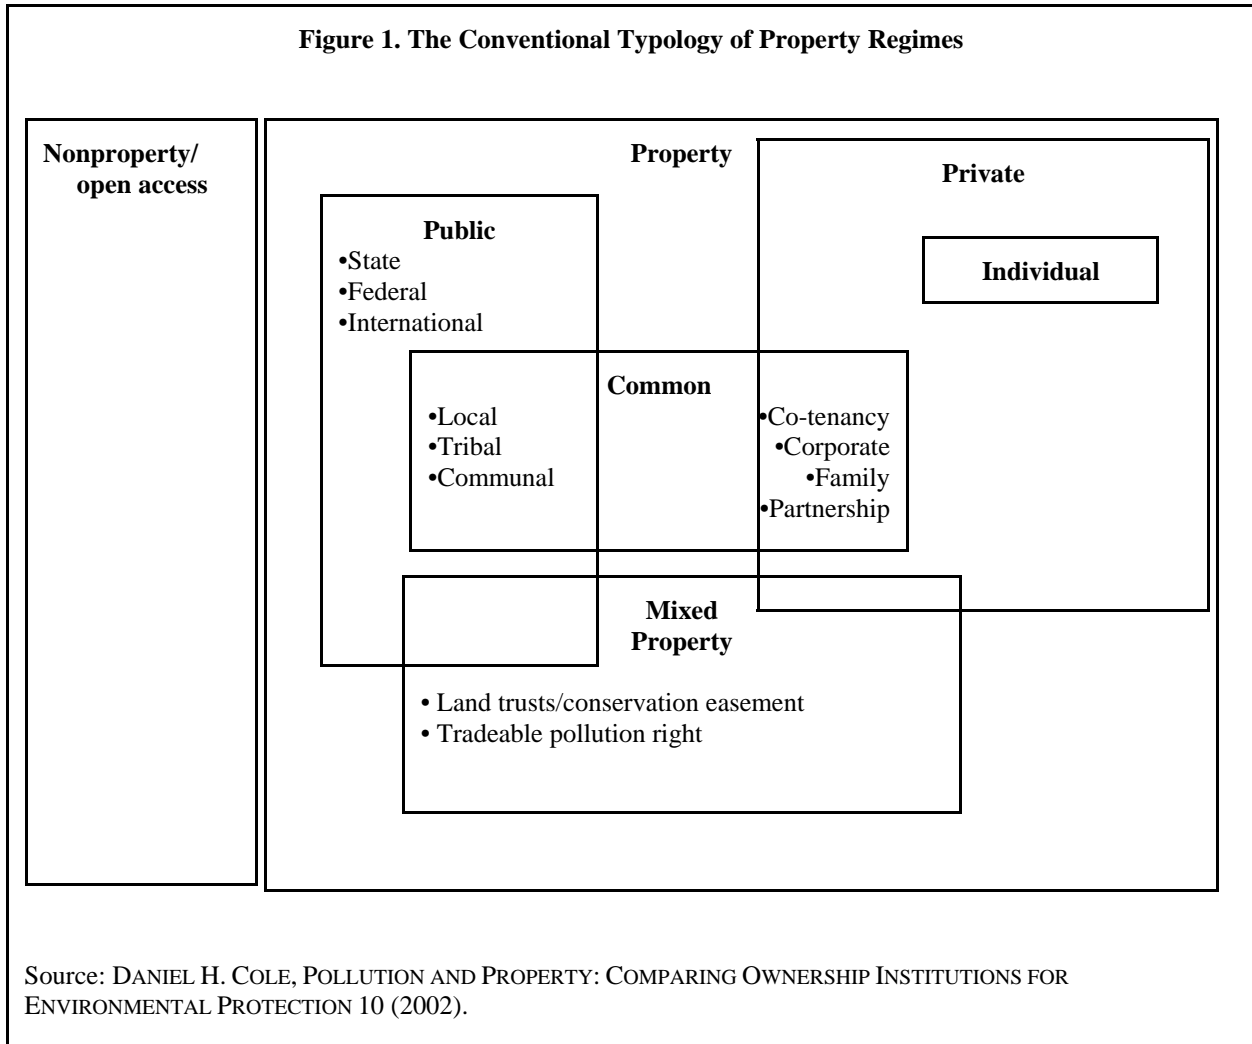 Figure 1. The Conventional Typology of Property Regimes
Nonproperty/
open access
Property
Private
Individual
Public
•State
•Federal
•International
Common
•Local
•Tribal
•Communal
•Co-tenancy
•Corporate
•Family
•Partnership
Mixed
Property
• Land trusts/conservation easement
• Tradeable pollution right
Source: DANIEL H. COLE, POLLUTION AND PROPERTY: COMPARING OWNERSHIP INSTITUTIONS FOR
ENVIRONMENTAL PROTECTION 10 (2002).